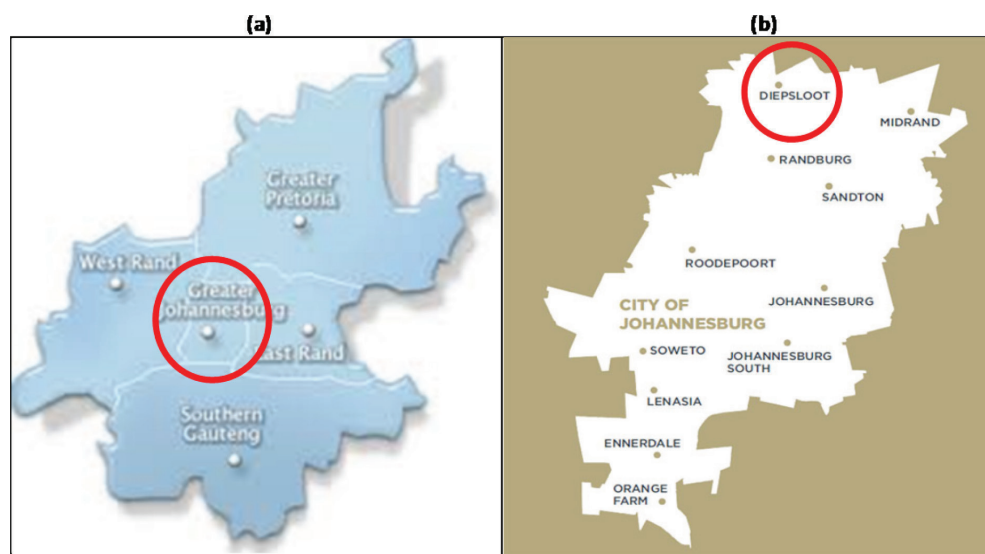 (a)
Greater
Pretoria
West Rand
Greater
Johannesburg
East Rand
Southern
Gauteng
(b)
DIEPSLOOT
MIDRAND
RANDBURG
SANDTON
ROODEPOORT
JOHANNESBURG
CITY OF
JOHANNESBURG
SOWETO
JOHANNESBURG
SOUTH
LENASIA
ENNERDALE
ORANGE
FARM